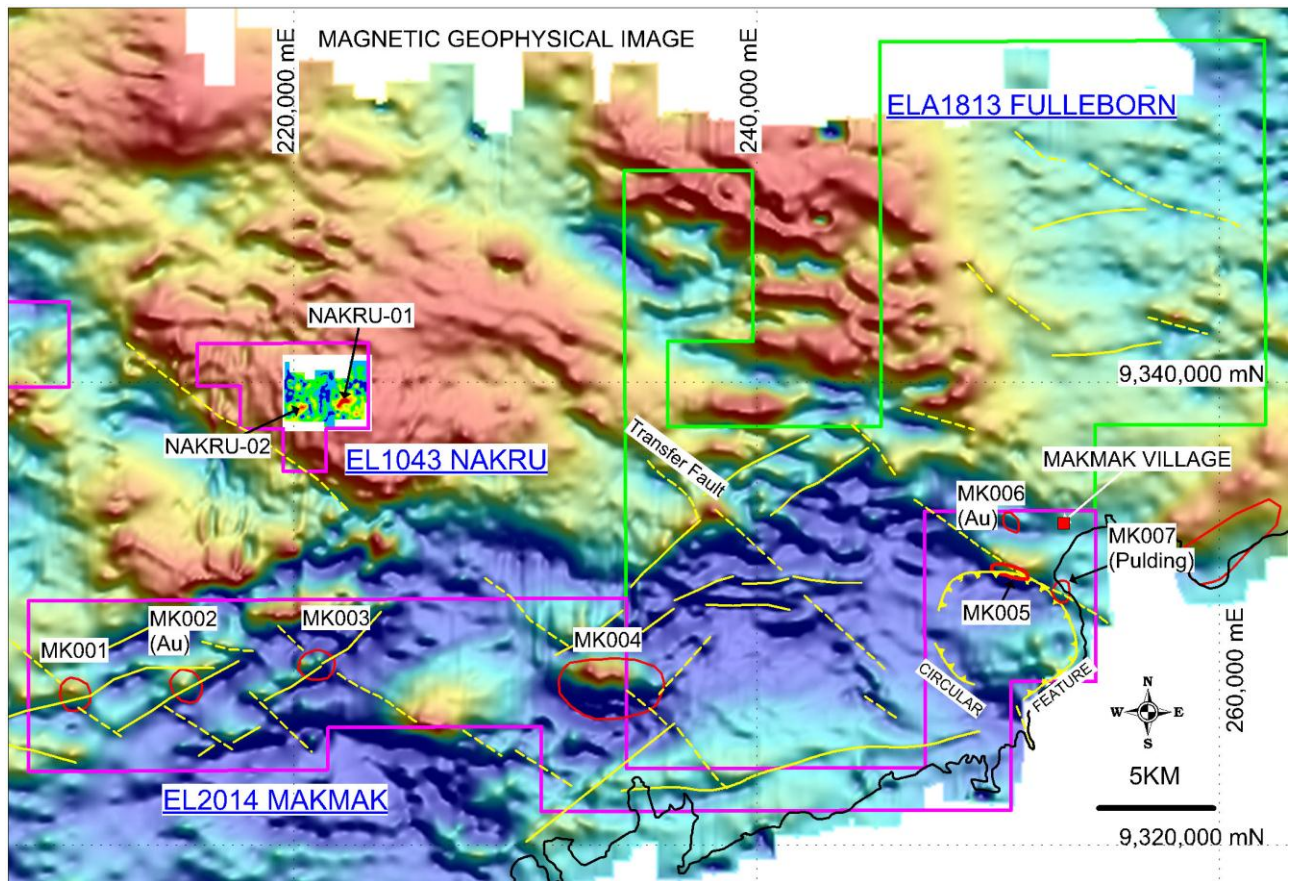 MAGNETIC GEOPHYSICAL IMAGE
220,000 mE
240,000 mE
ELA1813 FULLEBORN
NAKRU-01
9,340,000 mN
NAKRU-02
EL1043 NAKRU
Transfer Fault
MAKMAK VILLAGE
MK006
(Au)
MK007
(Pulding)
MK005
MK001
MK002
(Au)
MK003
MK004
260,000 mE
CIRCULAR
FEATURE
N
W
E
S
5KM
EL2014 MAKMAK
9,320,000 mN